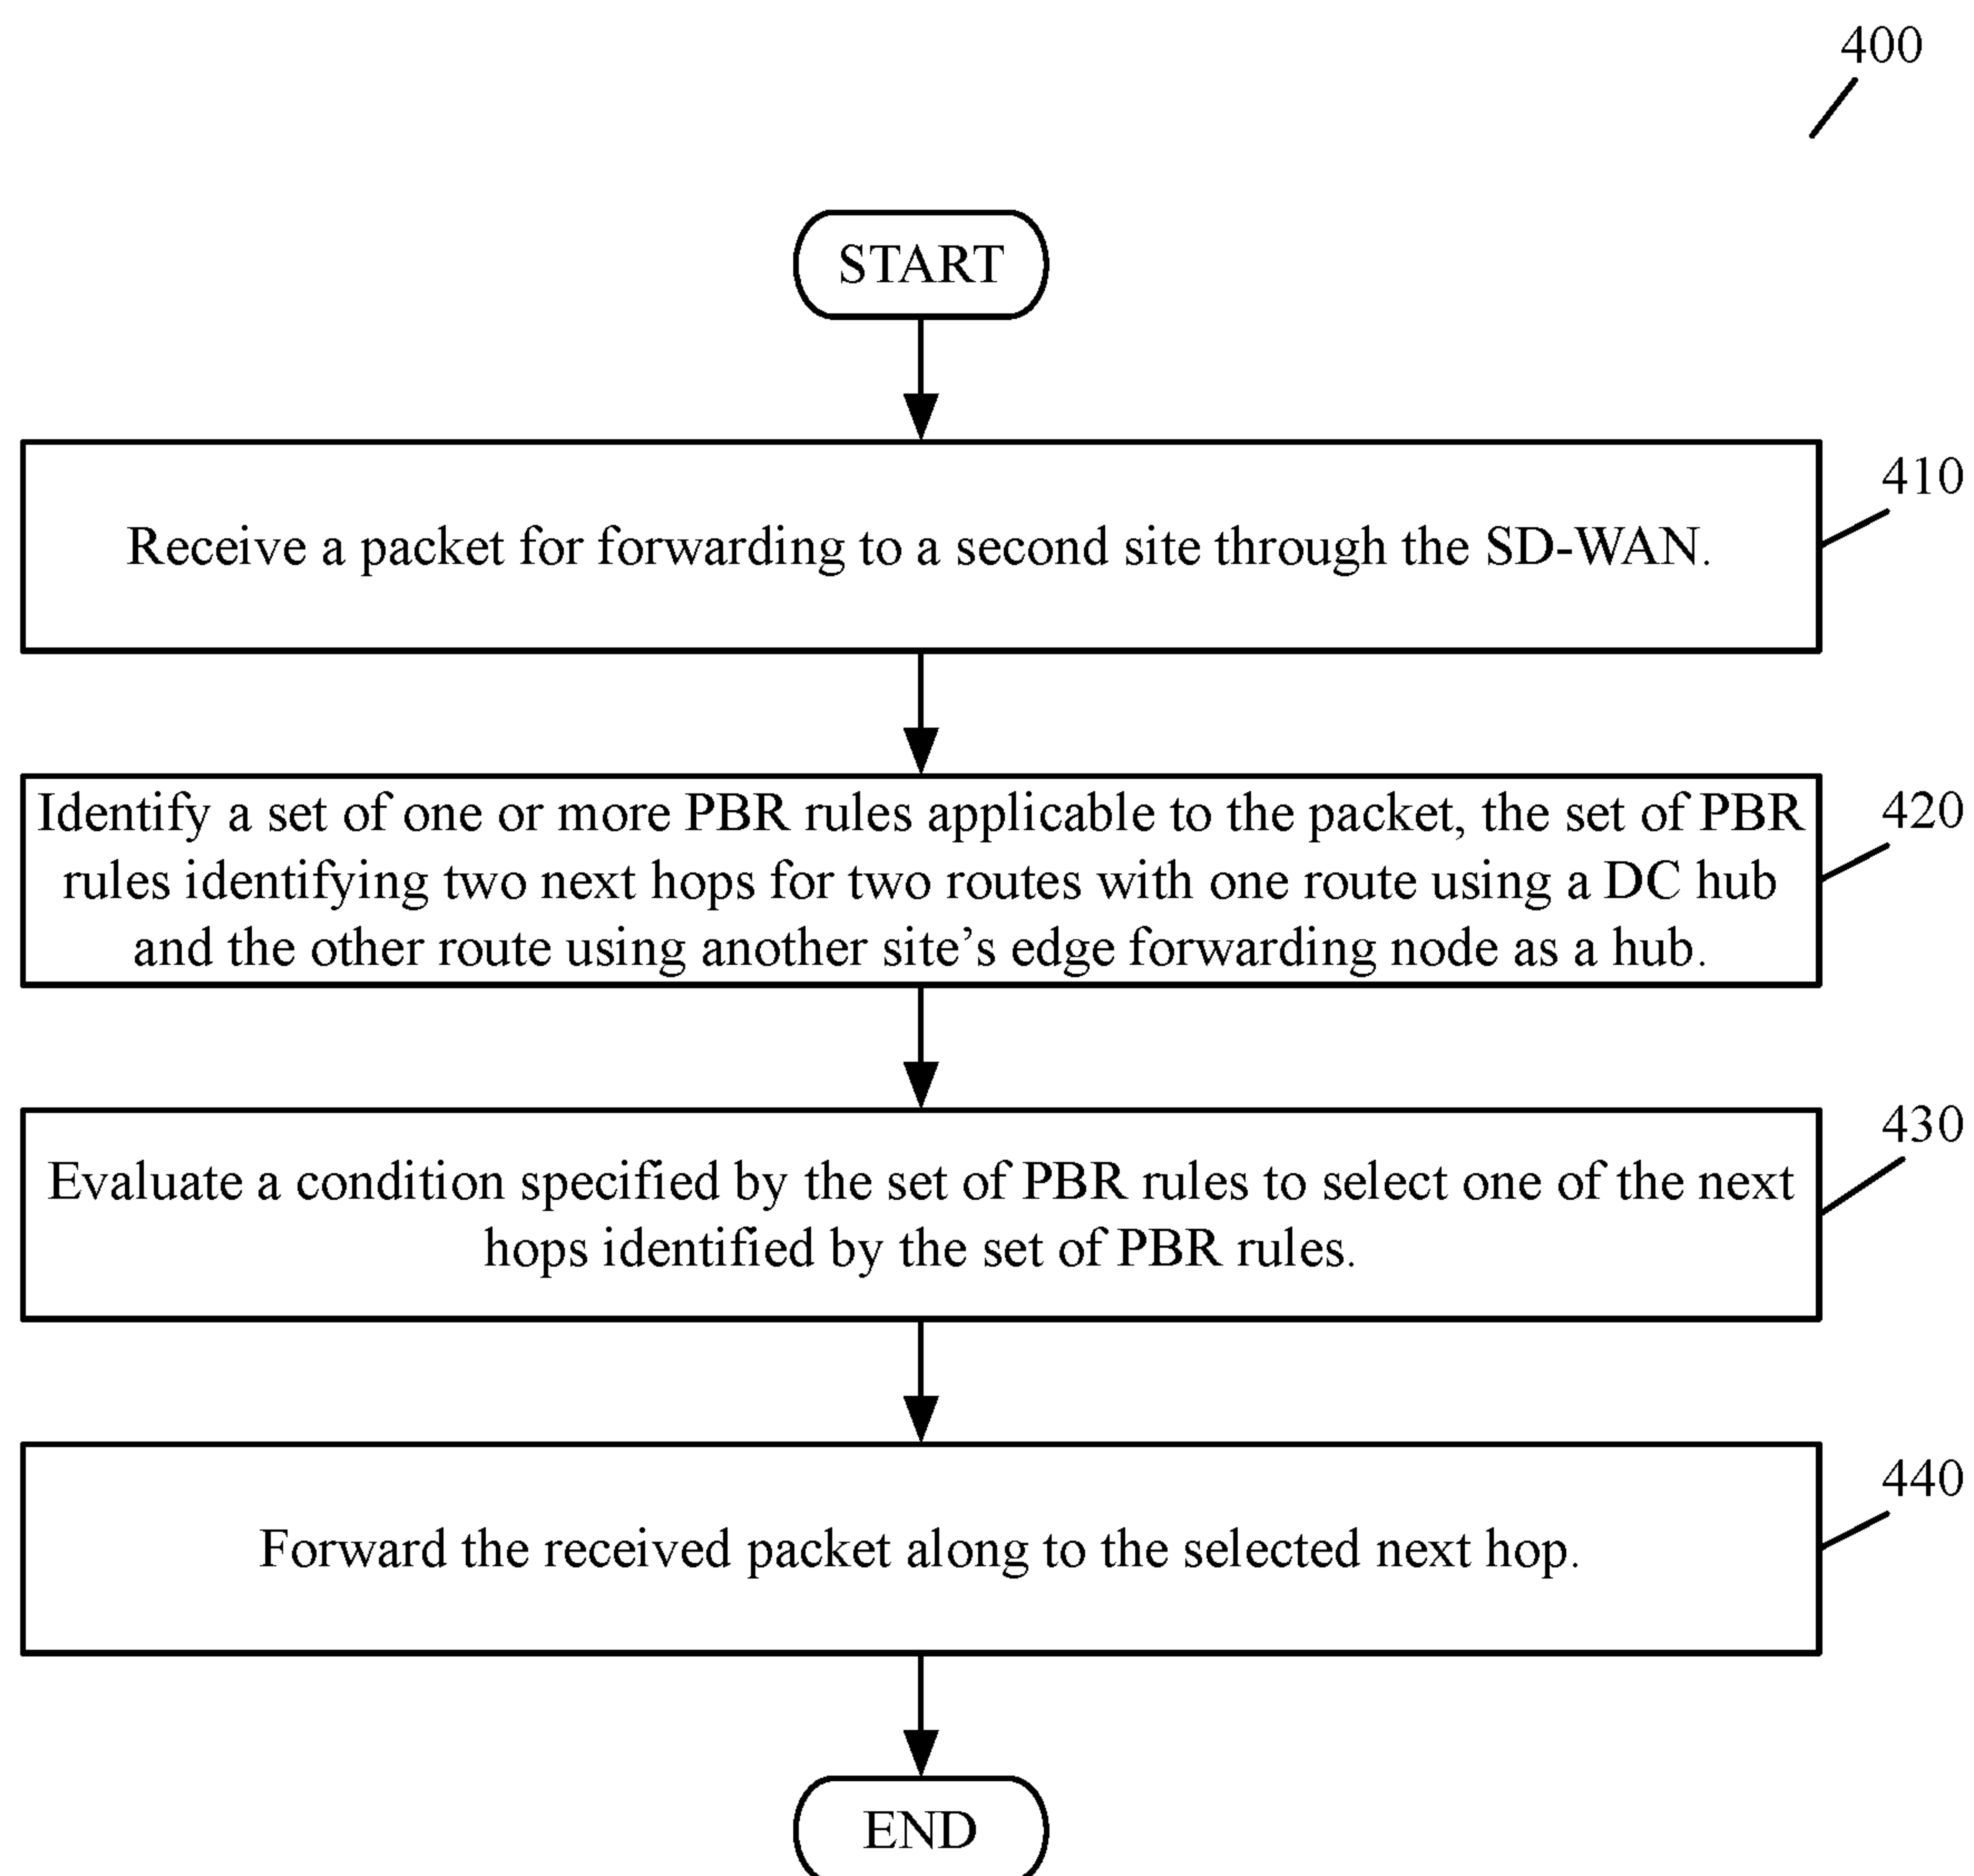 400
START
410
Receive a packet for forwarding to a second site through the SD-WAN.
420
Identify a set of one or more PBR rules applicable to the packet, the set of PBR
rules identifying two next hops for two routes with one route using a DC hub
and the other route using another site’s edge forwarding node as a hub.
430
Evaluate a condition specified by the set of PBR rules to select one of the next
hops identified by the set of PBR rules.
440
Forward the received packet along to the selected next hop.
END